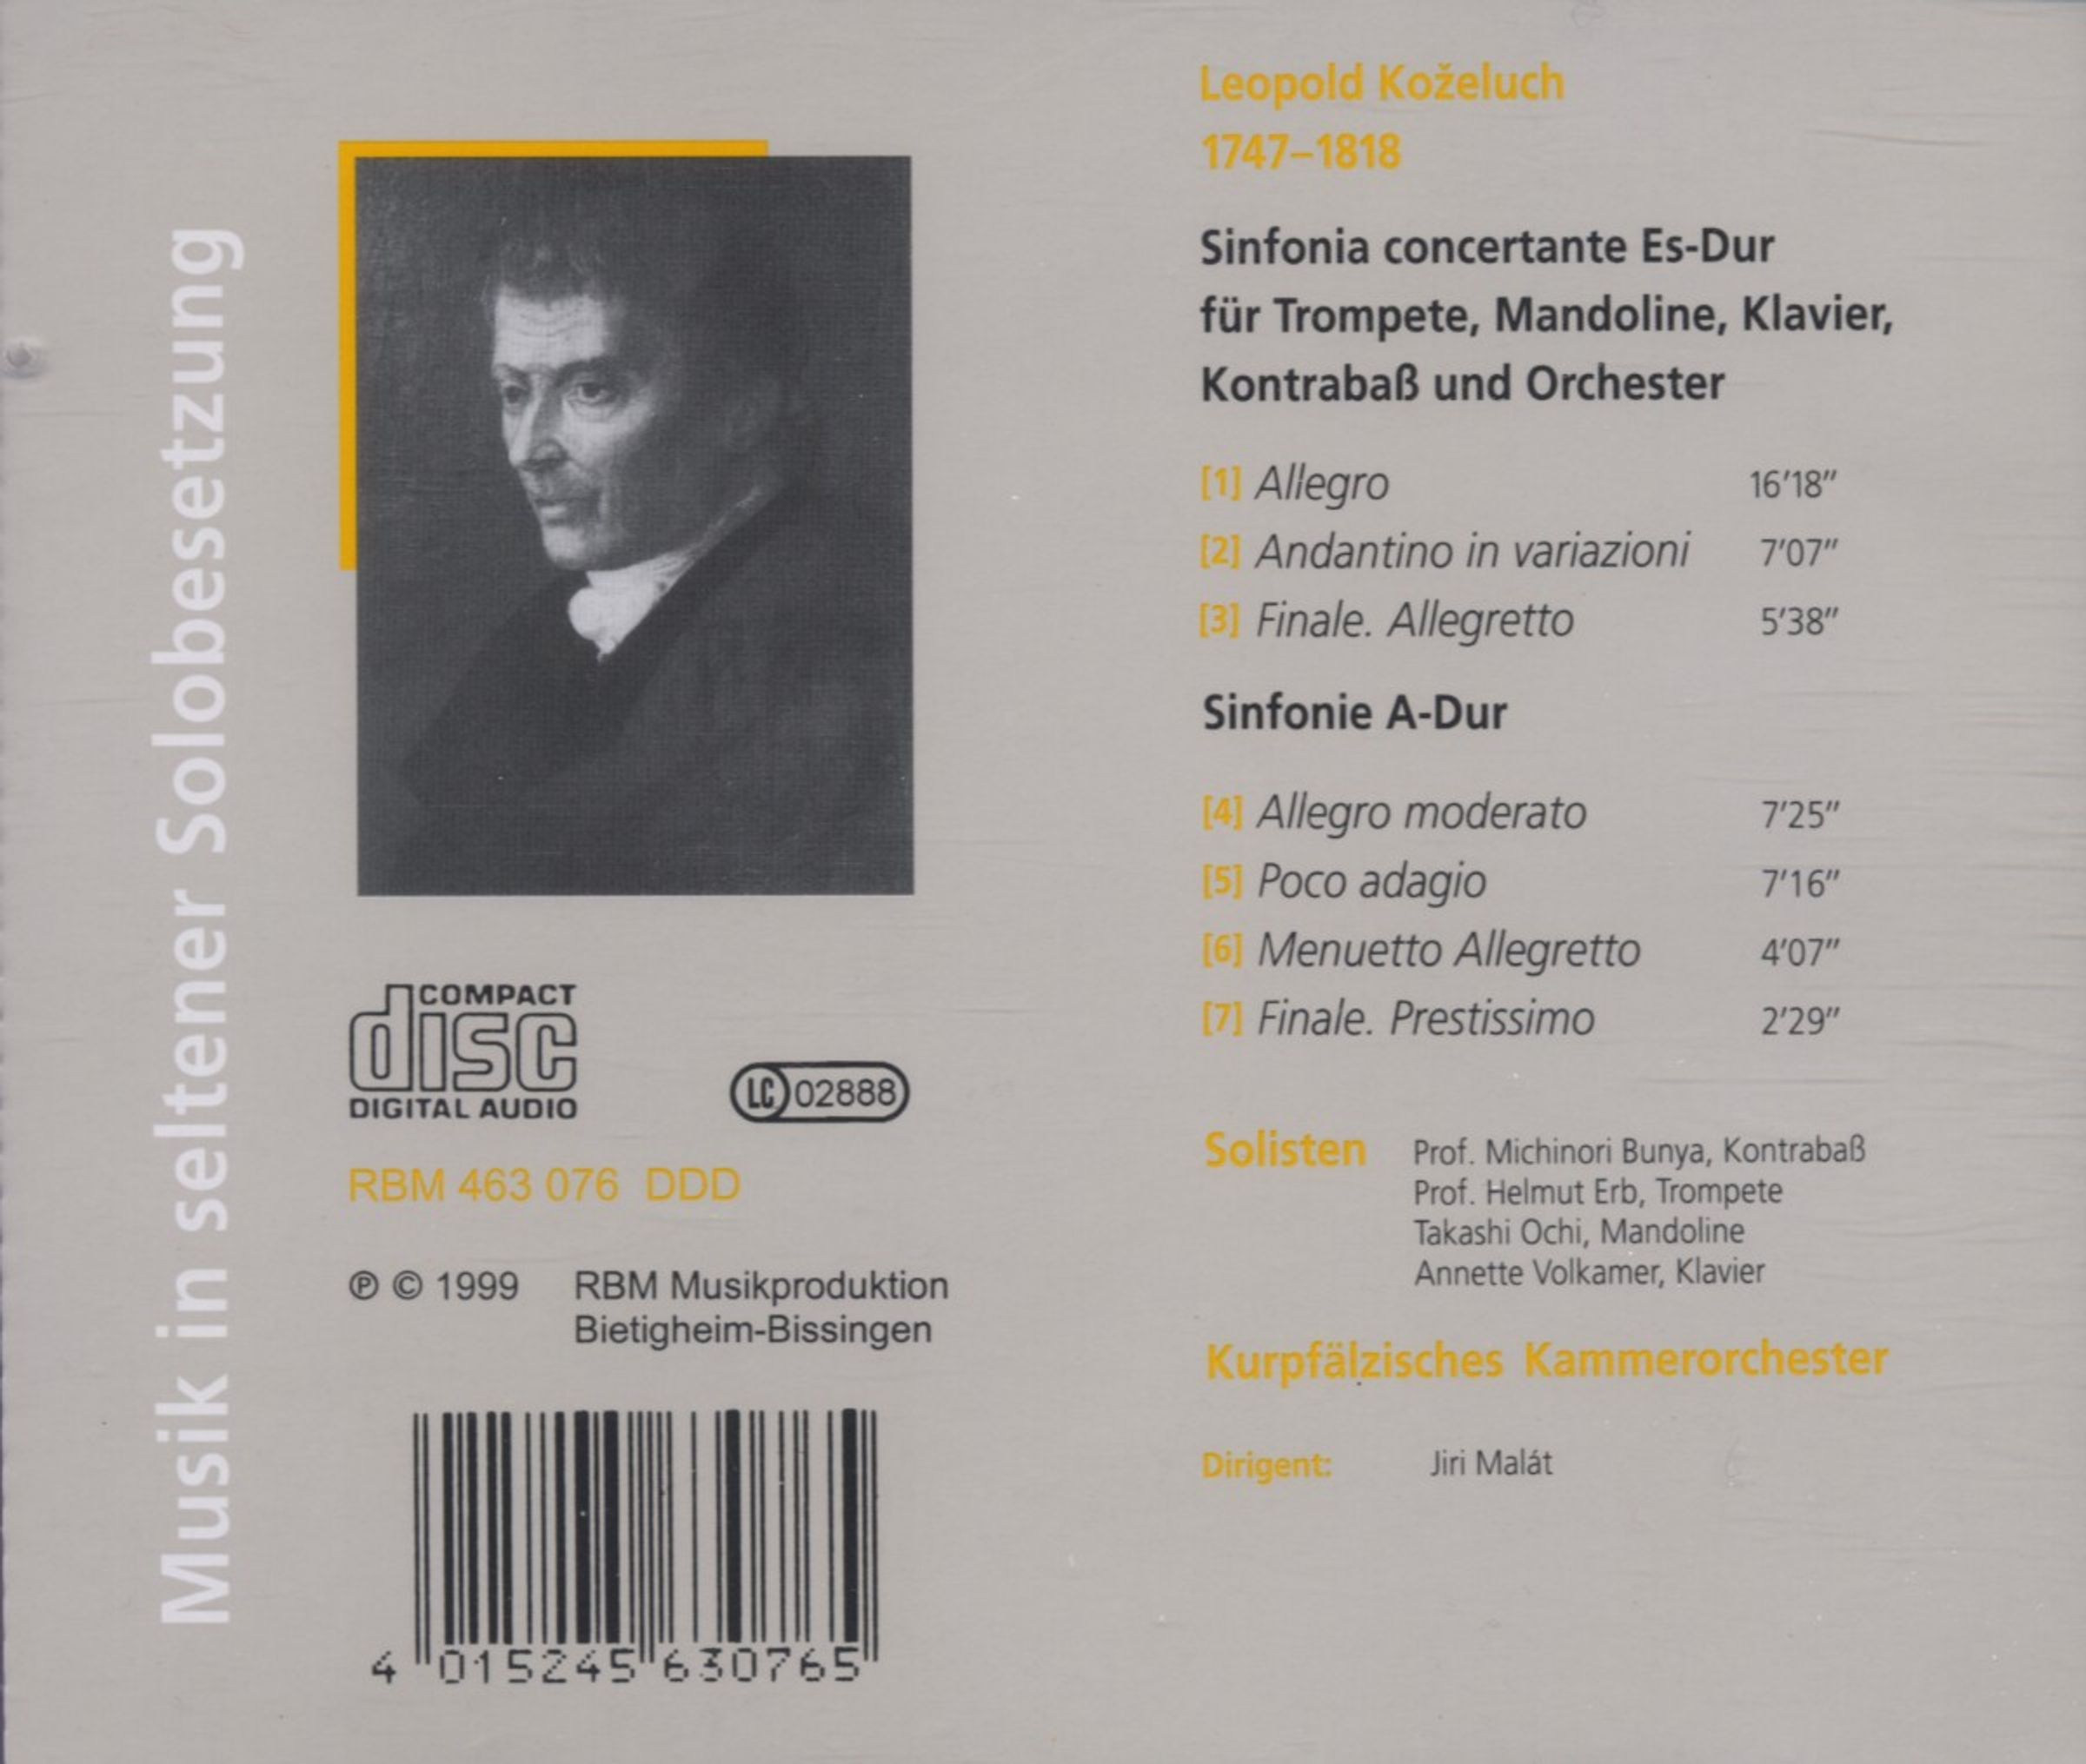 Musik in seltener Solobesetzung
COMPACT
disc
DIGITAL AUDIO
LC 02888
RBM 463 076 DDD
℗ © 1999 RBM Musikproduktion
Bietigheim-Bissingen
4 015245 630765
Leopold Koželuch
1747–1818
Sinfonia concertante Es-Dur
für Trompete, Mandoline, Klavier,
Kontrabaß und Orchester
[1] Allegro 16'18"
[2] Andantino in variazioni 7'07"
[3] Finale. Allegretto 5'38"
Sinfonie A-Dur
[4] Allegro moderato 7'25"
[5] Poco adagio 7'16"
[6] Menuetto Allegretto 4'07"
[7] Finale. Prestissimo 2'29"
Solisten Prof. Michinori Bunya, Kontrabaß
Prof. Helmut Erb, Trompete
Takashi Ochi, Mandoline
Annette Volkamer, Klavier
Kurpfälzisches Kammerorchester
Dirigent: Jiri Malát